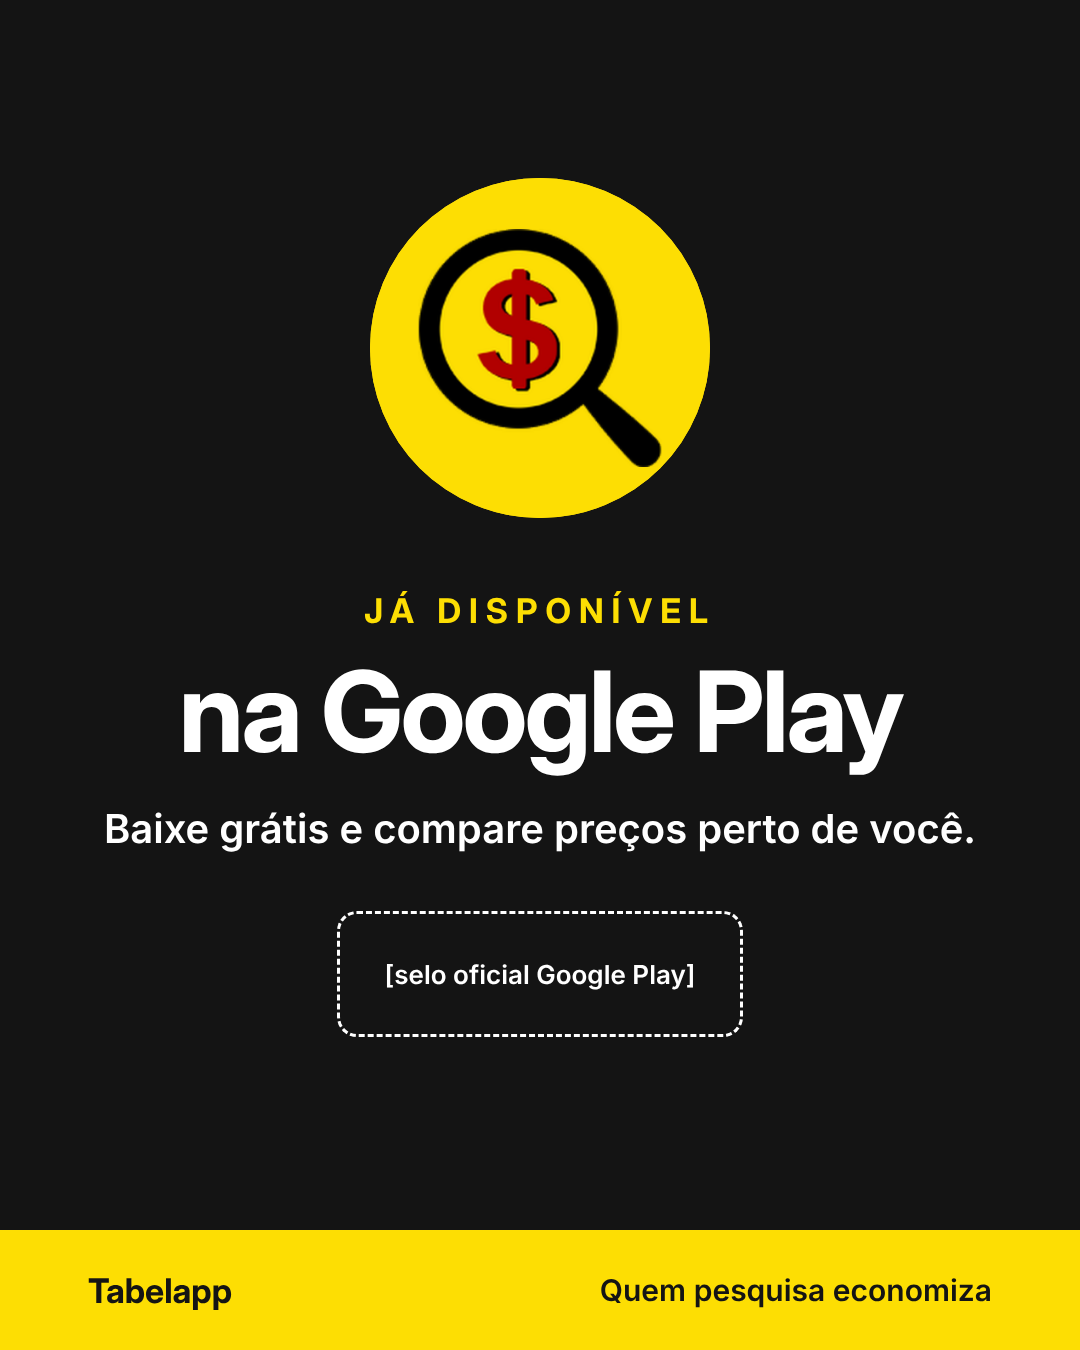 $
JÁ DISPONÍVEL
na Google Play
Baixe grátis e compare preços perto de você.
[selo oficial Google Play]
Tabelapp
Quem pesquisa economiza